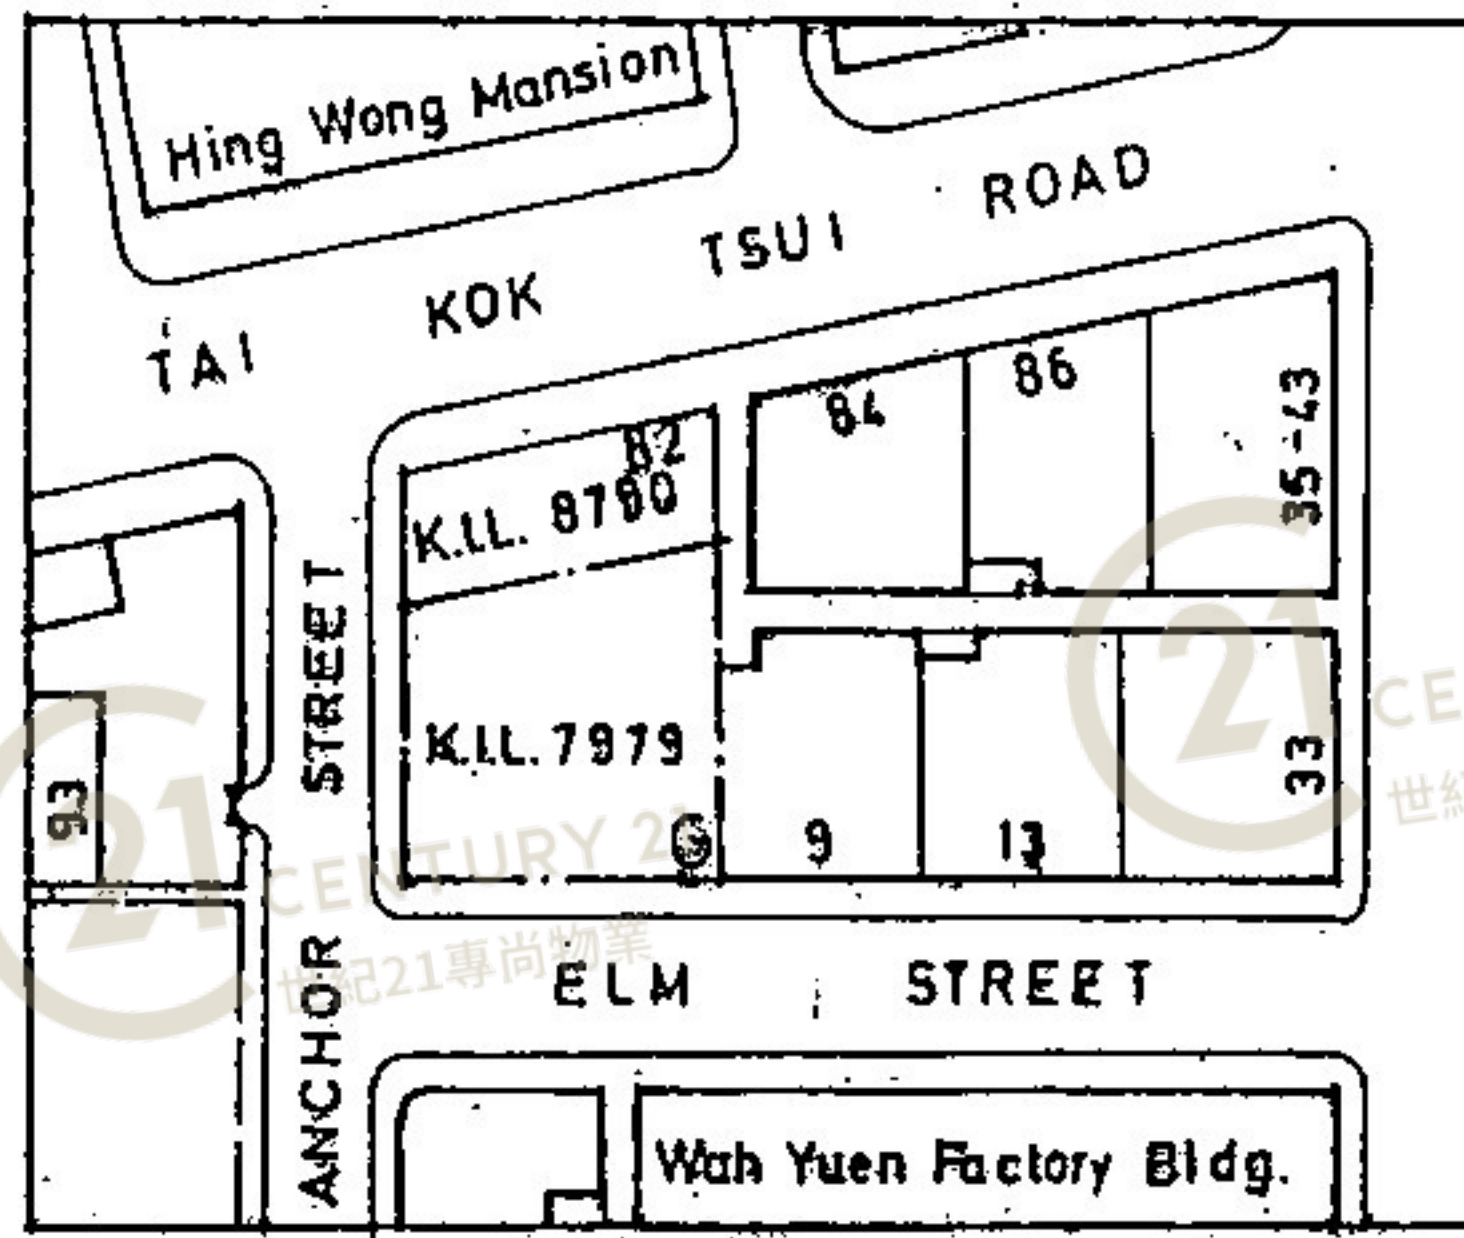 Hing Wong Mansion
TAI KOK TSUI ROAD
82
84
86
35-43
K.I.L. 8780
STREET
K.I.L. 7979
93
9
13
33
21
CENTURY 21
世紀21專尚物業
21
CE
世紀
ANCHOR
ELM STREET
Wah Yuen Factory Bldg.